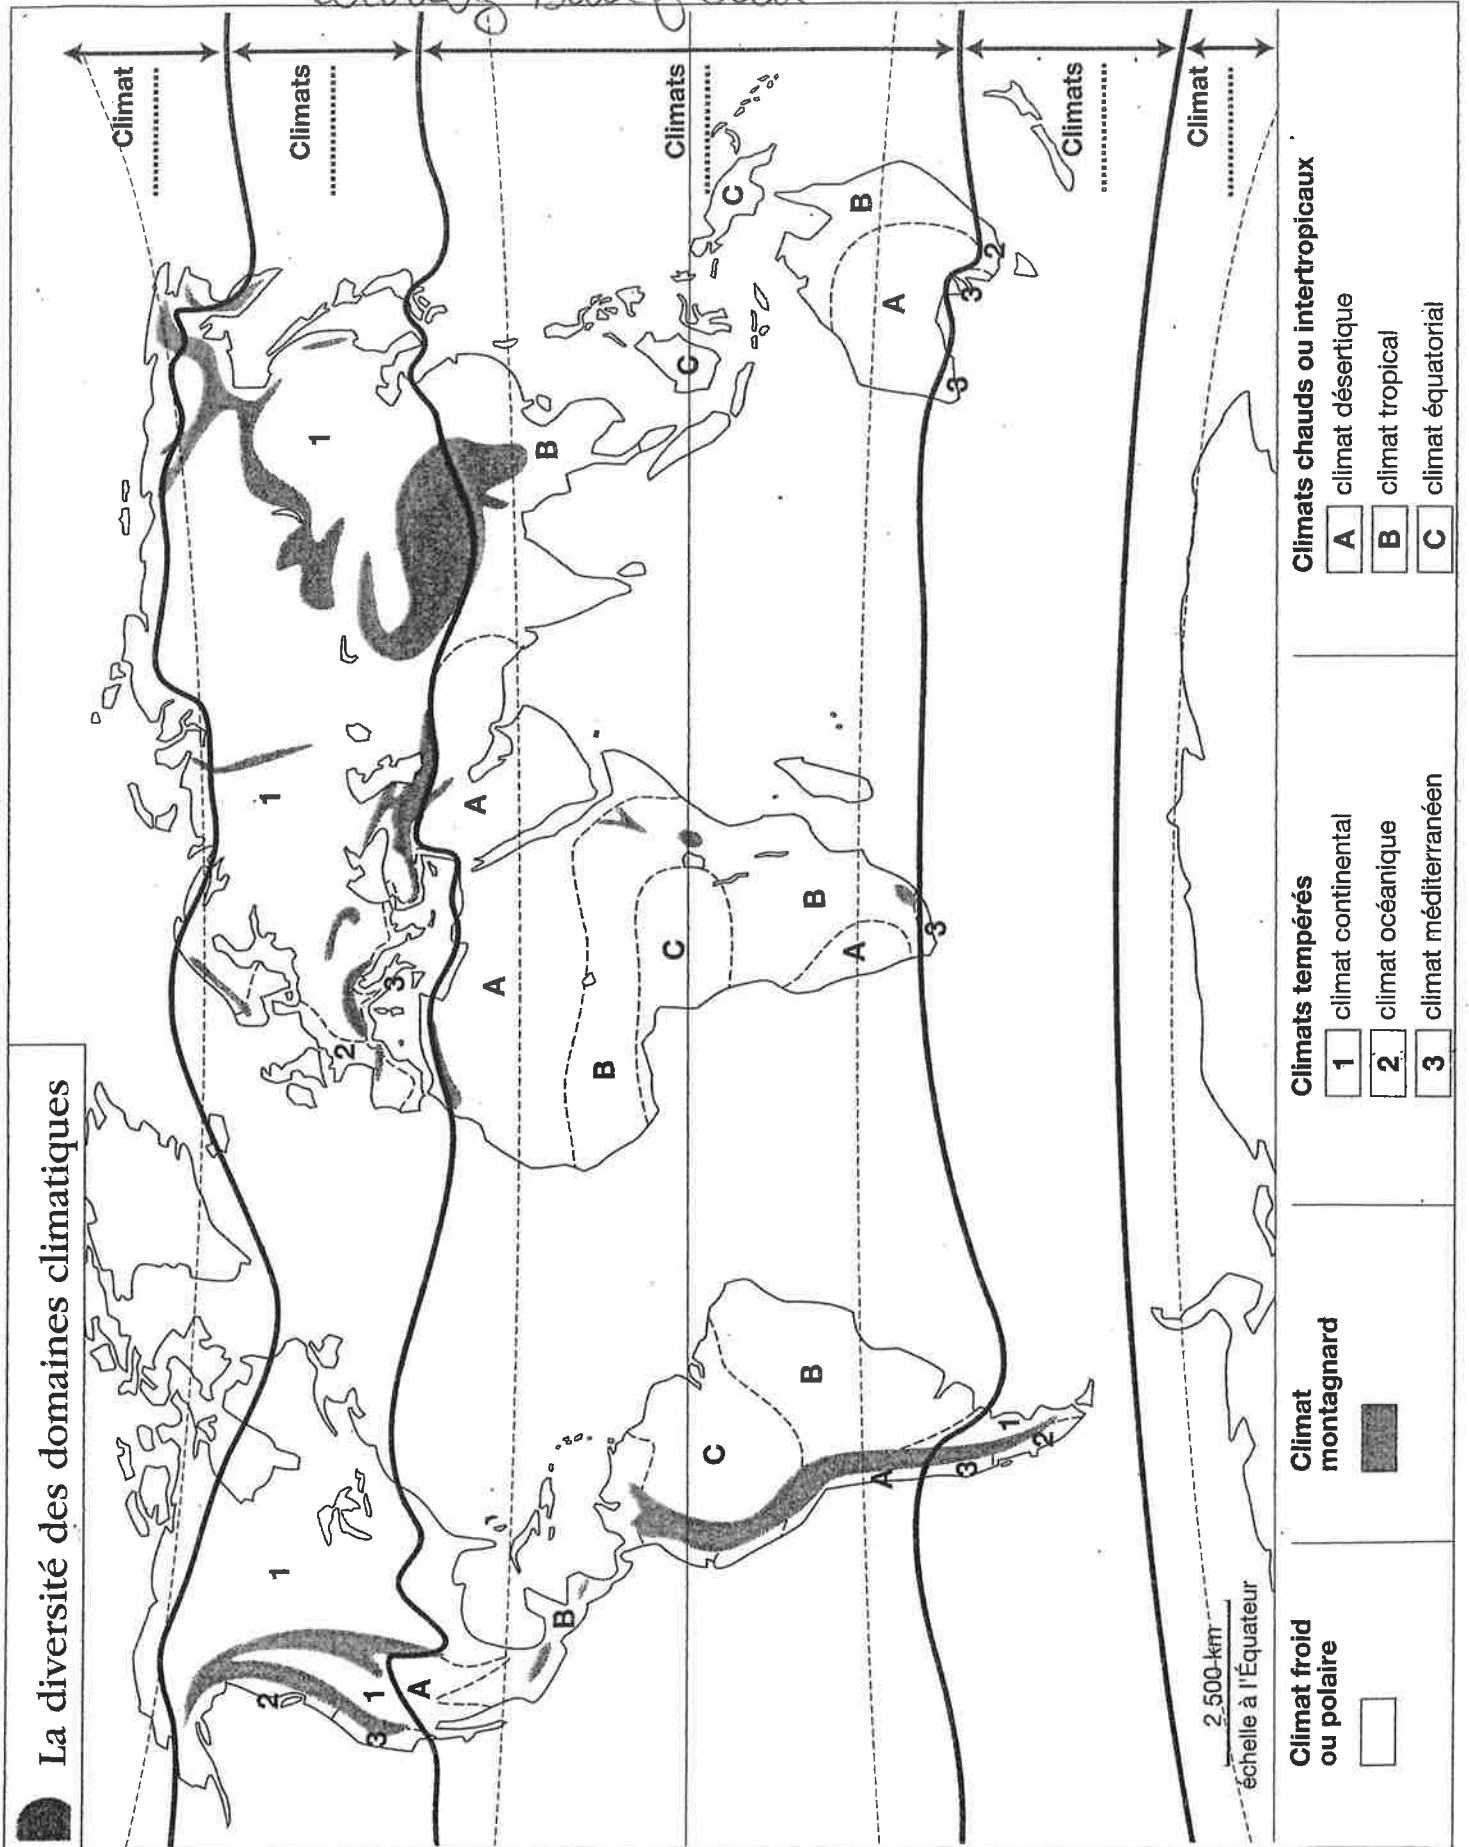 La diversité des domaines climatiques
Climat
Climats
Climats
Climats
Climat
1
1
1
1
2
2
3
3
A
A
A
A
B
B
B
B
C
C
C
C
A
A
A
B
B
3
3
3
3
2
2
1
2 500 km
échelle à l'Équateur
Climat froid
ou polaire
Climat
montagnard
Climats tempérés
1 climat continental
2 climat océanique
3 climat méditerranéen
Climats chauds ou intertropicaux
A climat désertique
B climat tropical
C climat équatorial